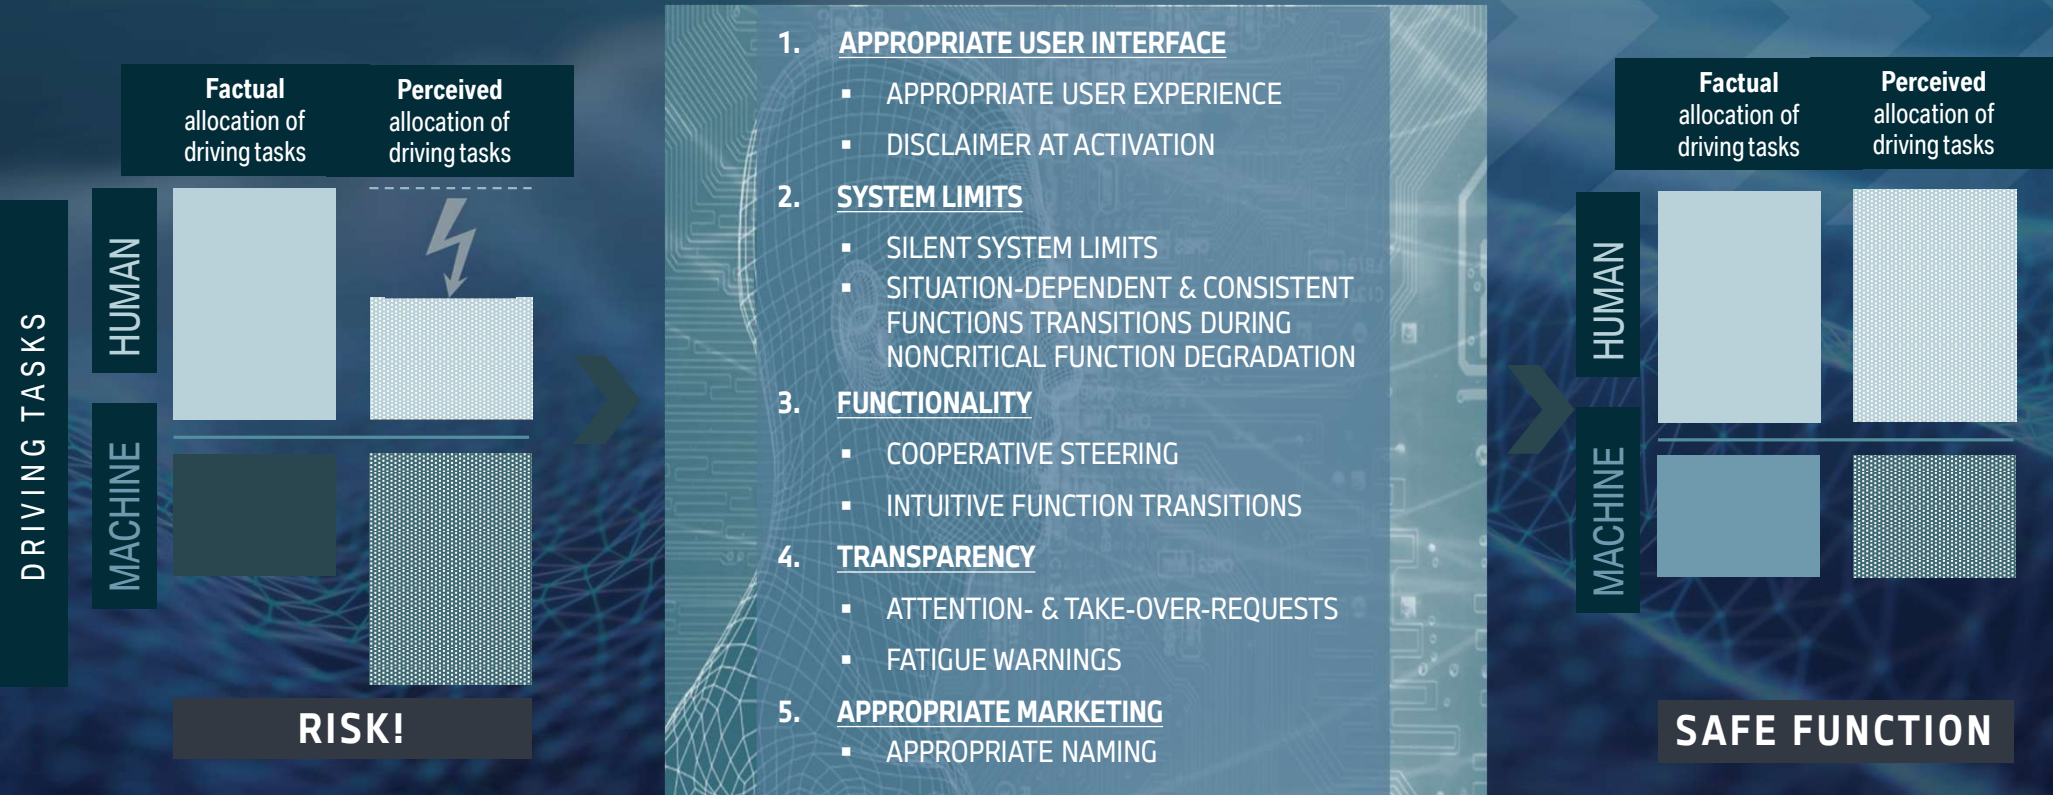 DRIVING TASKS
Factual
allocation of
driving tasks
Perceived
allocation of
driving tasks
HUMAN
MACHINE
RISK!
1. APPROPRIATE USER INTERFACE
▪ APPROPRIATE USER EXPERIENCE
▪ DISCLAIMER AT ACTIVATION
2. SYSTEM LIMITS
▪ SILENT SYSTEM LIMITS
▪ SITUATION-DEPENDENT & CONSISTENT
FUNCTIONS TRANSITIONS DURING
NONCRITICAL FUNCTION DEGRADATION
3. FUNCTIONALITY
▪ COOPERATIVE STEERING
▪ INTUITIVE FUNCTION TRANSITIONS
4. TRANSPARENCY
▪ ATTENTION- & TAKE-OVER-REQUESTS
▪ FATIGUE WARNINGS
5. APPROPRIATE MARKETING
▪ APPROPRIATE NAMING
Factual
allocation of
driving tasks
Perceived
allocation of
driving tasks
HUMAN
MACHINE
SAFE FUNCTION